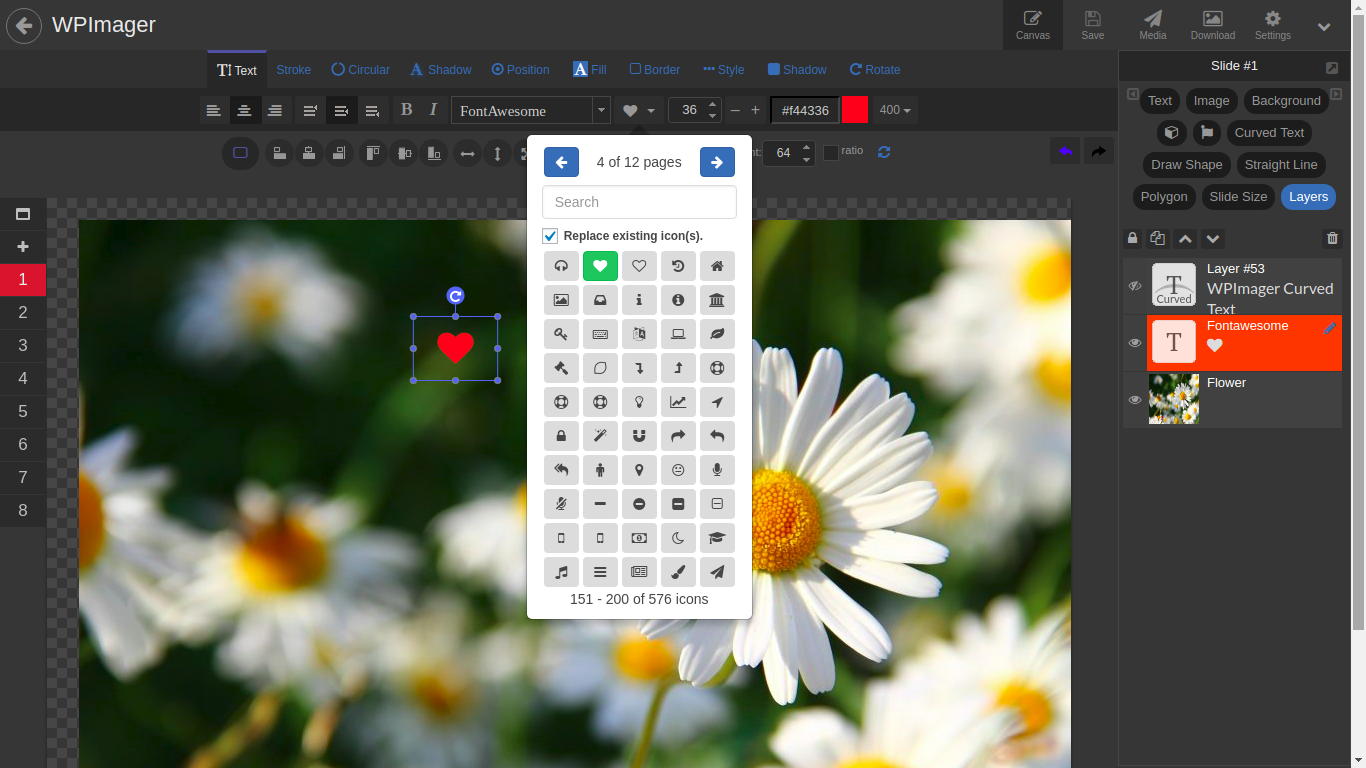 WPImager
Canvas
Save
Media
Download
Settings
Text
Stroke
Circular
Shadow
Position
Fill
Border
Style
Shadow
Rotate
B I FontAwesome
36
#f44336
400
64
ratio
4 of 12 pages
Search
Replace existing icon(s).
151 - 200 of 576 icons
1
2
3
4
5
6
7
8
Slide #1
Text
Image
Background
Curved Text
Draw Shape
Straight Line
Polygon
Slide Size
Layers
T
Curved
Layer #53
WPImager Curved
Text
T
Fontawesome
Flower